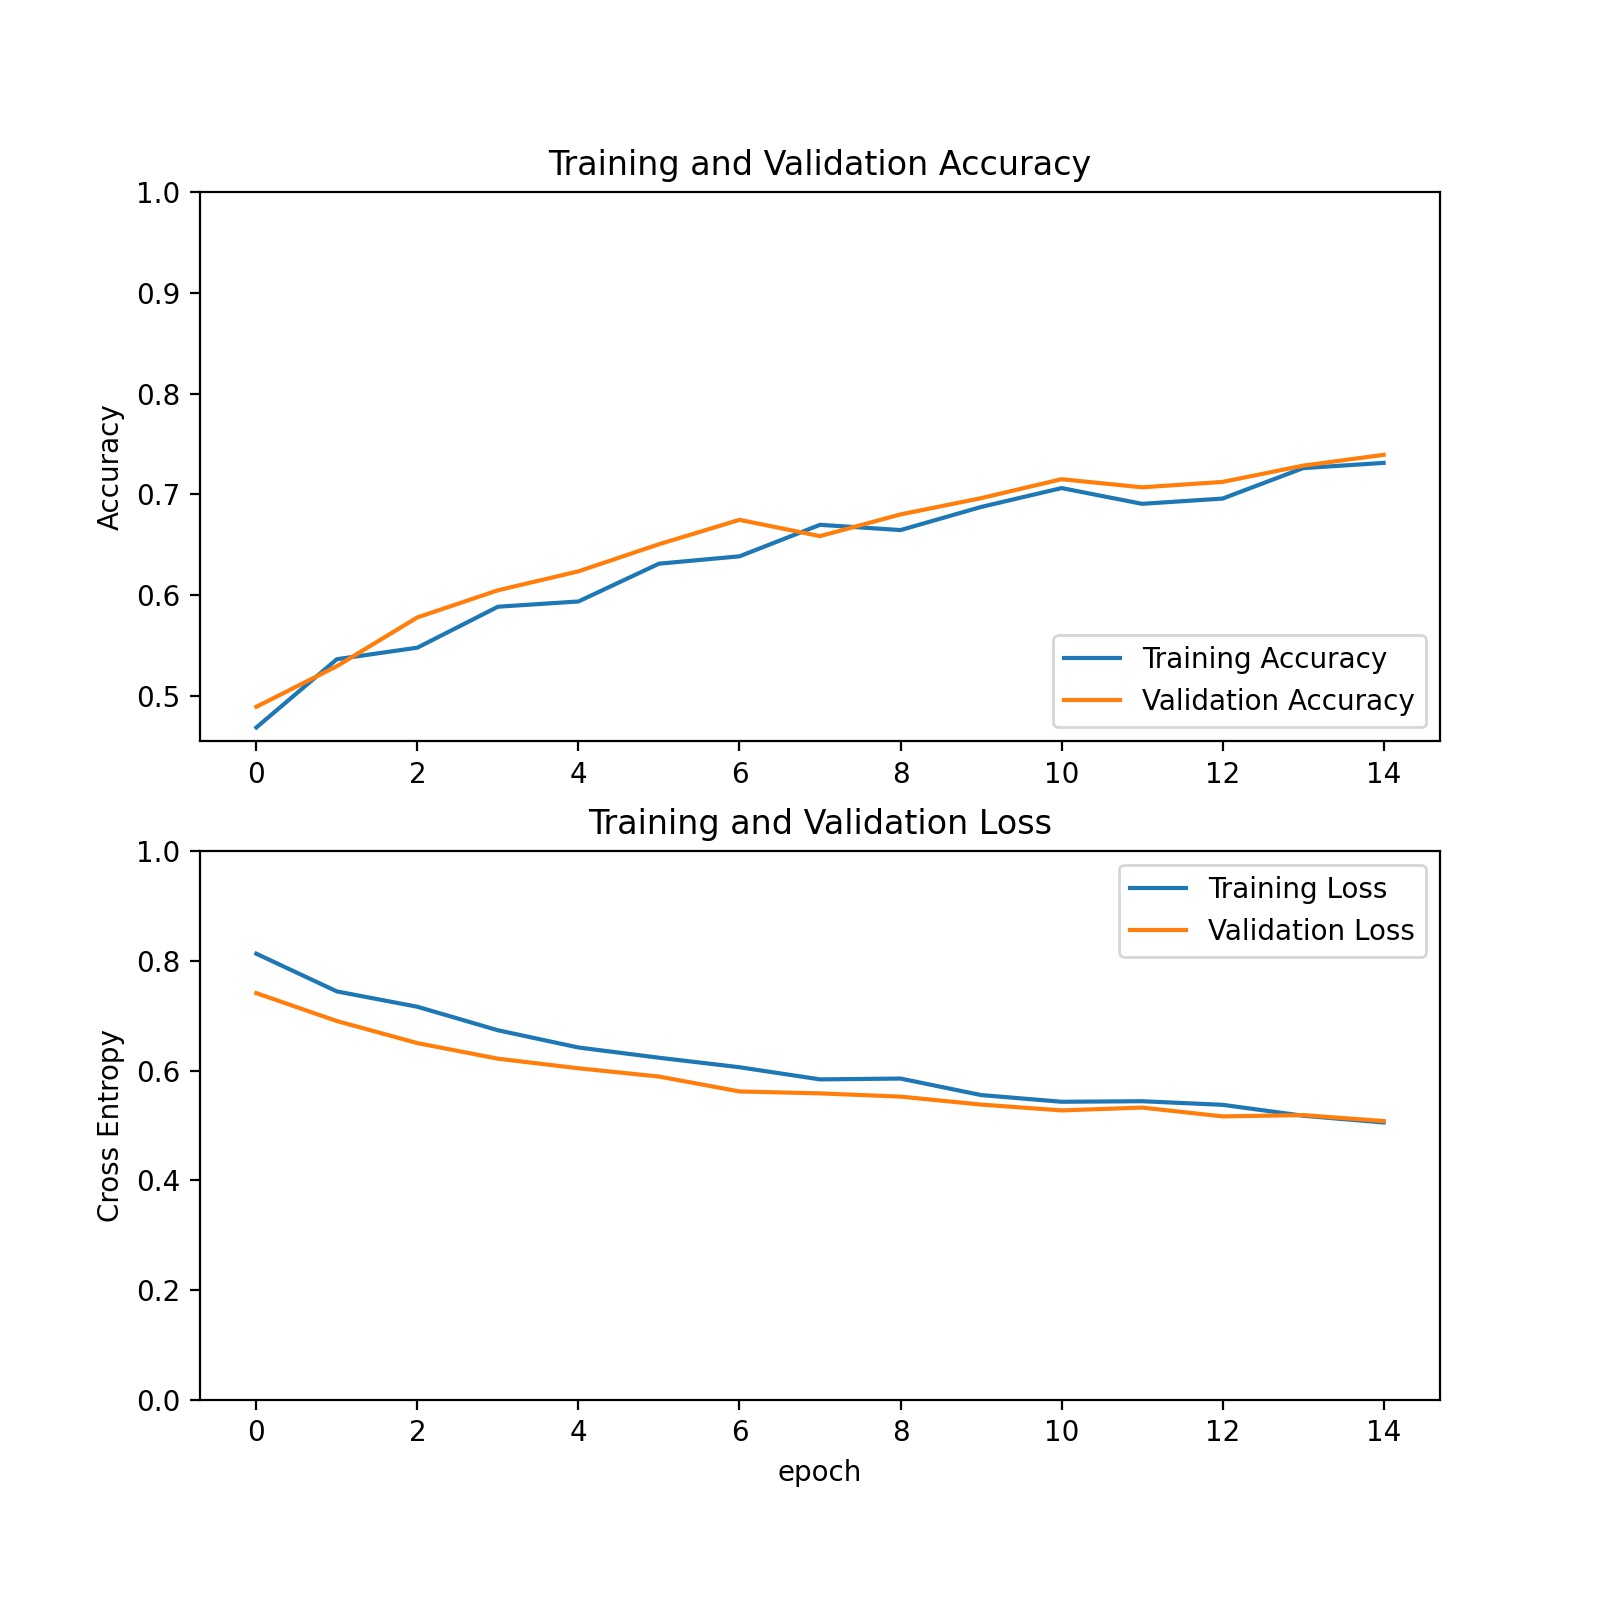 Training and Validation Accuracy
1.0
0.9
0.8
0.7
0.6
0.5
Accuracy
Training Accuracy
Validation Accuracy
0 2 4 6 8 10 12 14
Training and Validation Loss
1.0
0.8
0.6
0.4
0.2
0.0
Cross Entropy
Training Loss
Validation Loss
0 2 4 6 8 10 12 14
epoch